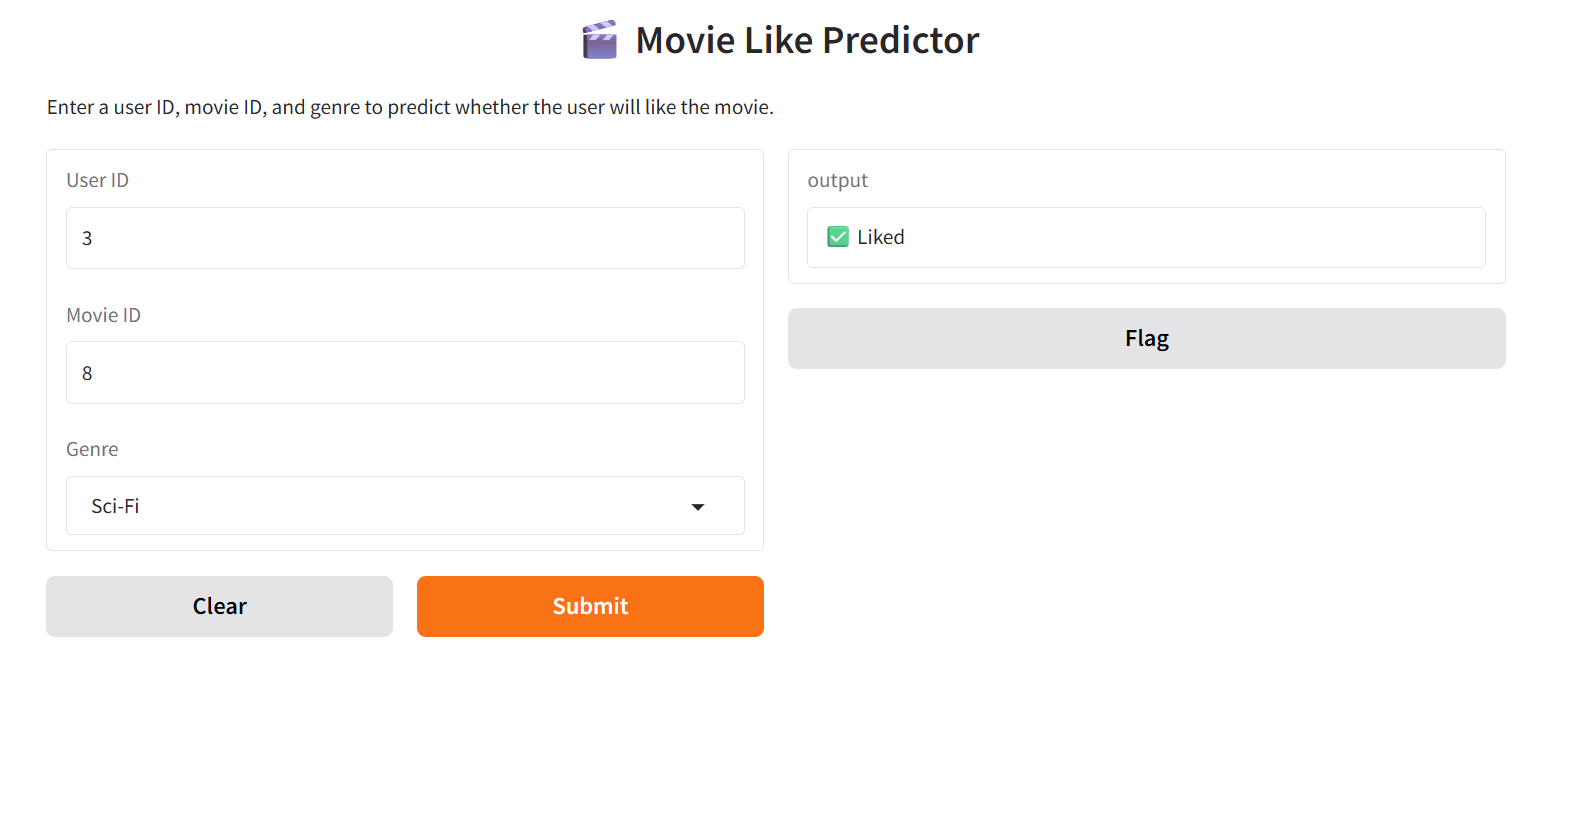 Movie Like Predictor
Enter a user ID, movie ID, and genre to predict whether the user will like the movie.
User ID
3
Movie ID
8
Genre
Sci-Fi
Clear
Submit
output
Liked
Flag